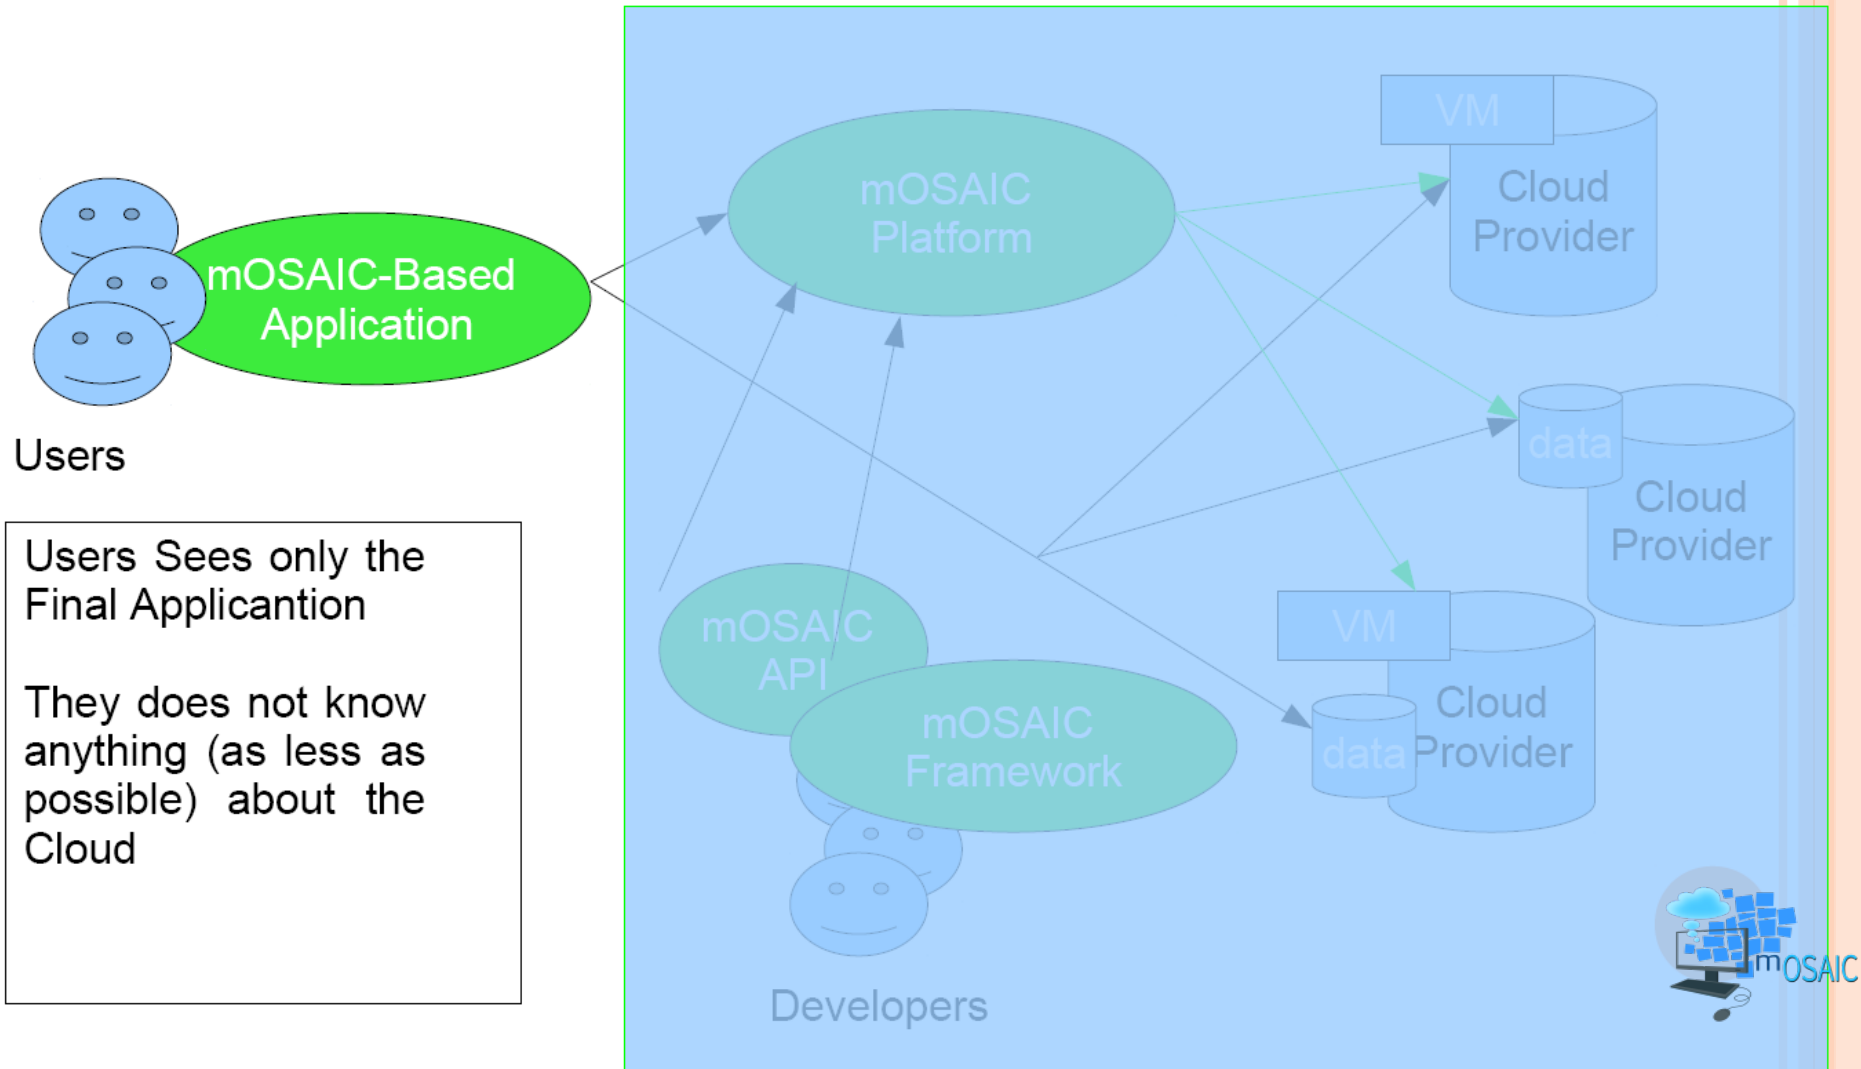 mOSAIC-Based
Application
Users
Users Sees only the
Final Applicantion
They does not know
anything (as less as
possible) about the
Cloud
mOSAIC
Platform
VM
Cloud
Provider
data
Cloud
Provider
mOSAIC
API
mOSAIC
Framework
VM
Cloud
Provider
data
Developers
mOSAIC